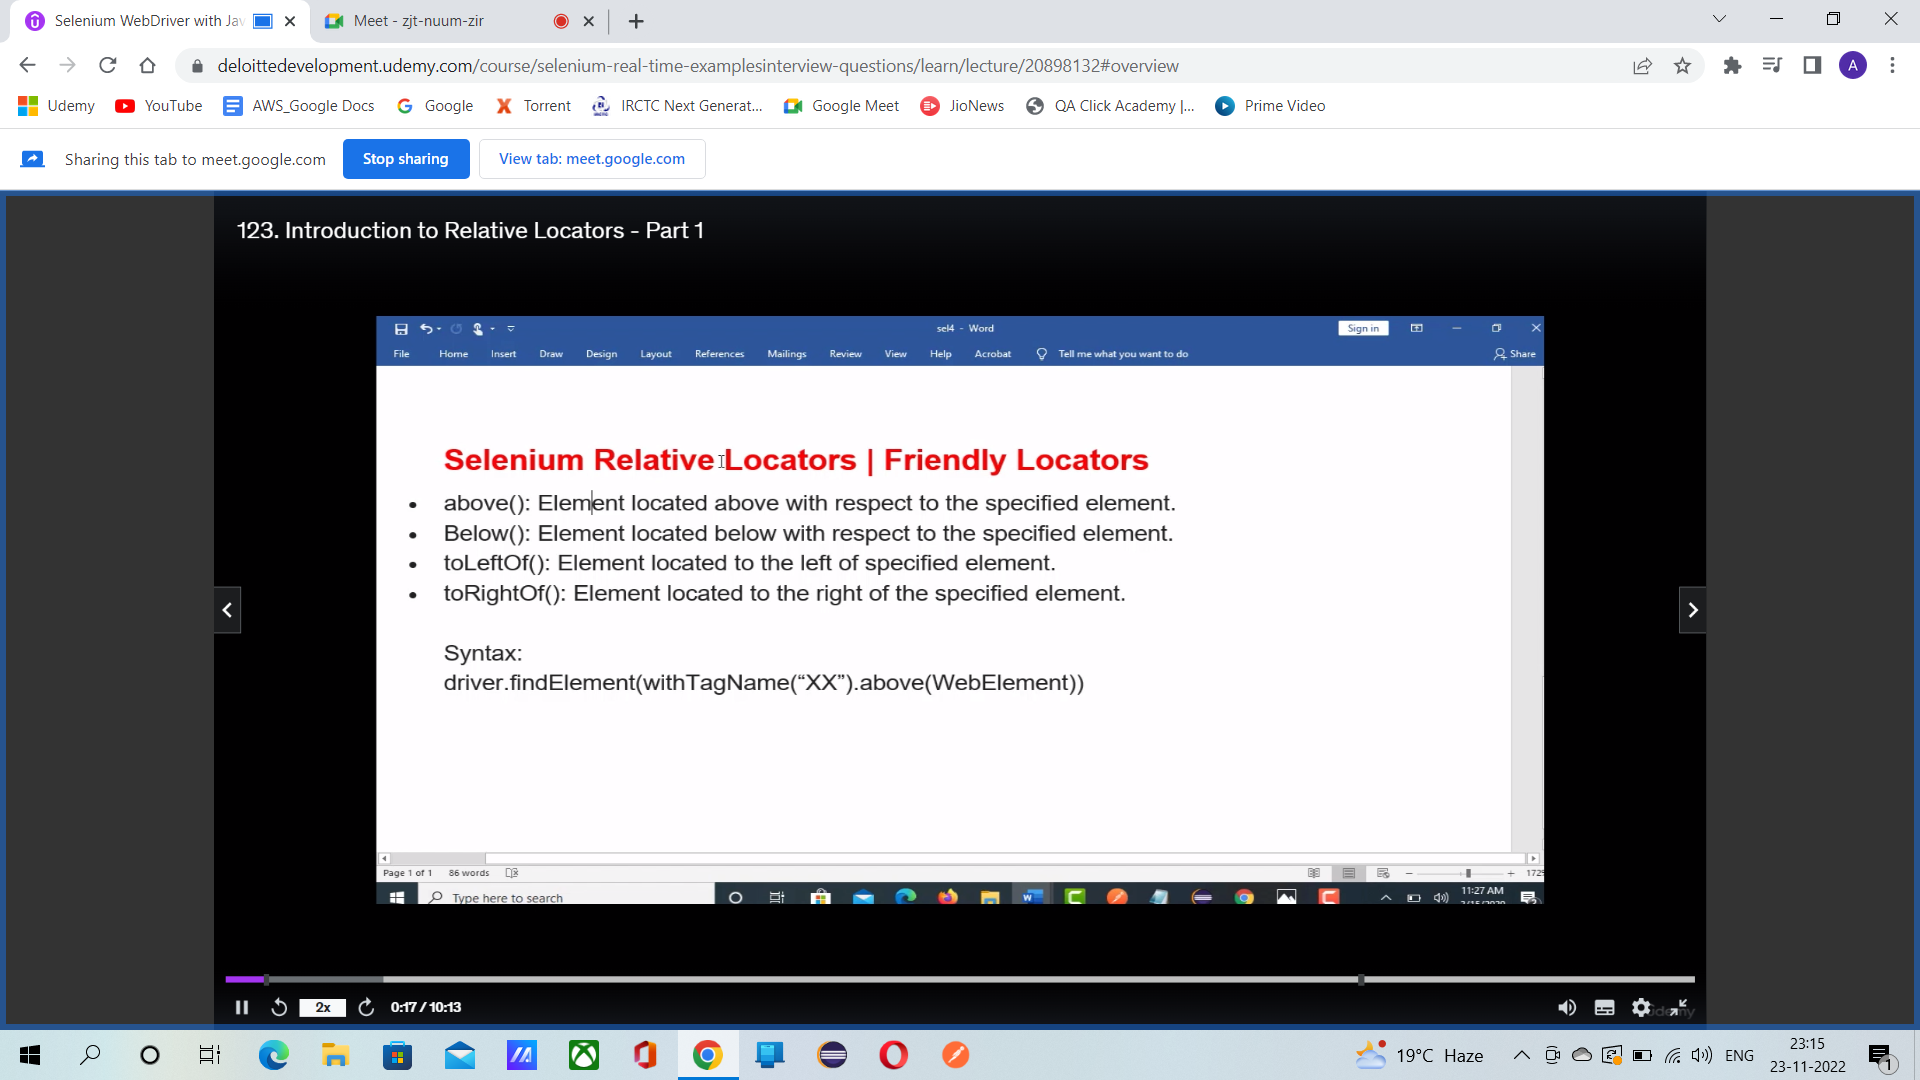 Selenium WebDriver with Jav
Meet - zjt-nuum-zir
deloittedevelopment.udemy.com/course/selenium-real-time-examplesinterview-questions/learn/lecture/20898132#overview
A
Udemy
YouTube
AWS_Google Docs
Google
Torrent
IRCTC Next Generat...
Google Meet
JioNews
QA Click Academy |...
Prime Video
Sharing this tab to meet.google.com
Stop sharing
View tab: meet.google.com
123. Introduction to Relative Locators - Part 1
sel4 - Word
Sign in
File Home Insert Draw Design Layout References Mailings Review View Help Acrobat Tell me what you want to do Share
Selenium Relative Locators | Friendly Locators
• above(): Element located above with respect to the specified element.
• Below(): Element located below with respect to the specified element.
• toLeftOf(): Element located to the left of specified element.
• toRightOf(): Element located to the right of the specified element.
Syntax:
driver.findElement(withTagName(“XX”).above(WebElement))
Page 1 of 1 86 words
Type here to search
11:27 AM
2x
0:17 / 10:13
19°C Haze
ENG
23:15
23-11-2022
1